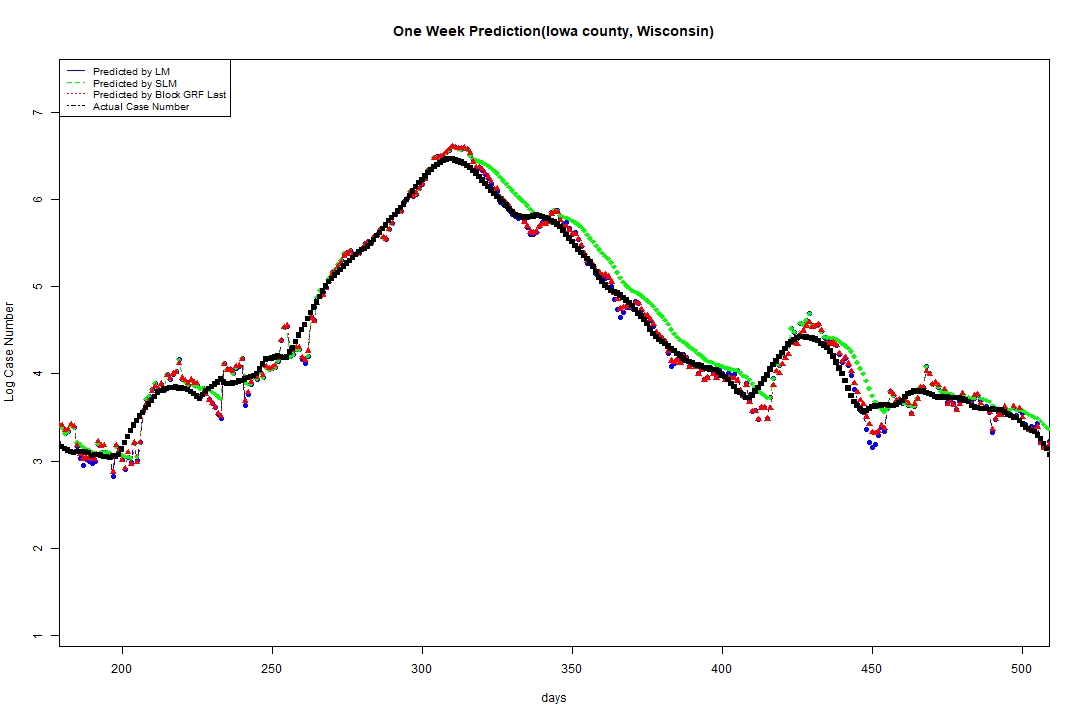 One Week Prediction(Iowa county, Wisconsin)
Predicted by LM
Predicted by SLM
Predicted by Block GRF Last
Actual Case Number
7
6
5
4
3
2
1
Log Case Number
200 250 300 350 400 450 500
days